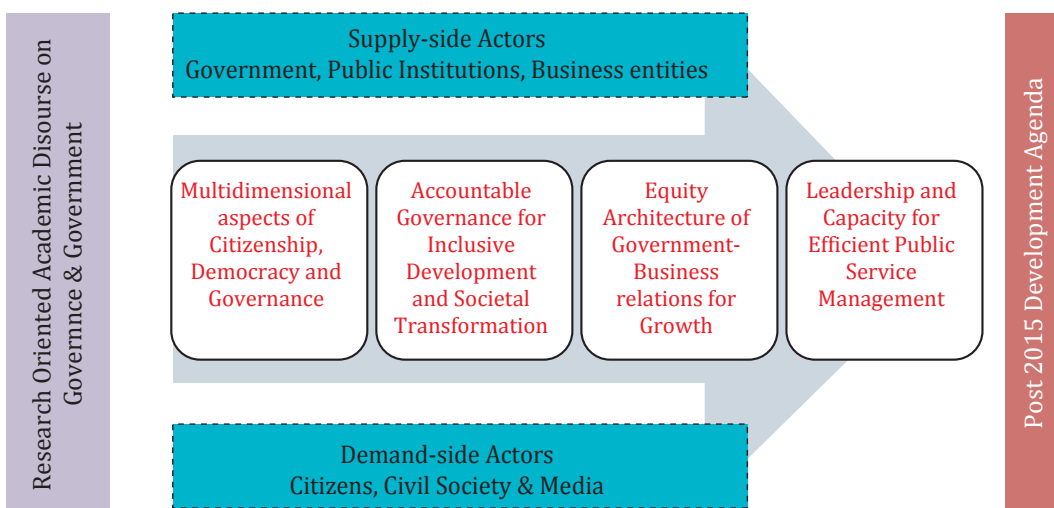 Research Oriented Academic Disourse on
Governnce & Government
Supply-side Actors
Government, Public Institutions, Business entities
Multidimensional
aspects of
Citizenship,
Democracy and
Governance
Accountable
Governance for
Inclusive
Development
and Societal
Transformation
Equity
Architecture of
Government-
Business
relations for
Growth
Leadership and
Capacity for
Efficient Public
Service
Management
Demand-side Actors
Citizens, Civil Society & Media
Post 2015 Development Agenda